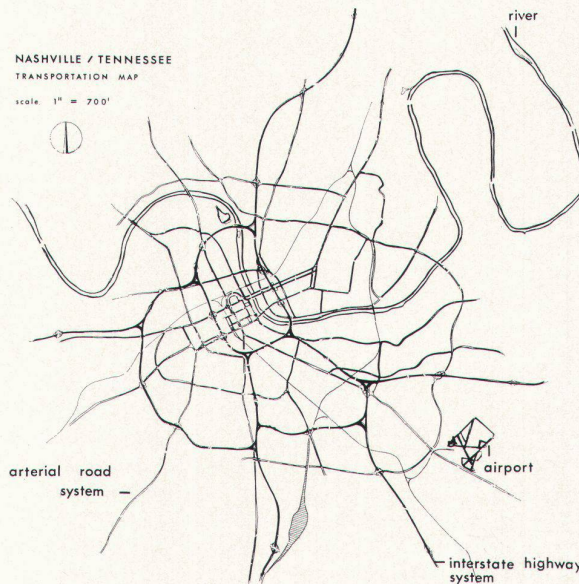 river
NASHVILLE / TENNESSEE
TRANSPORTATION MAP
scale 1" = 700'
airport
arterial road
system
interstate highway
system